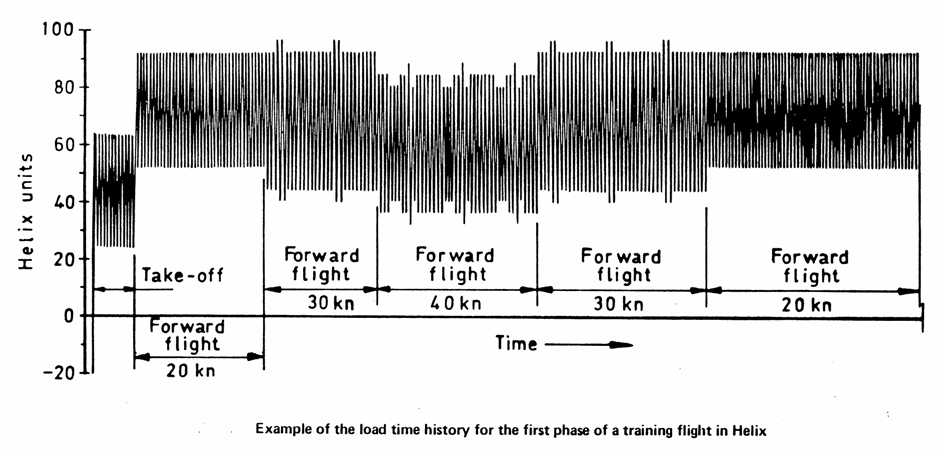 100
80
60
40
20
0
-20
Helix units
Take-off
Forward
flight
20 kn
Forward
flight
30 kn
Forward
flight
40 kn
Forward
flight
30 kn
Forward
flight
20 kn
Time
Example of the load time history for the first phase of a training flight in Helix